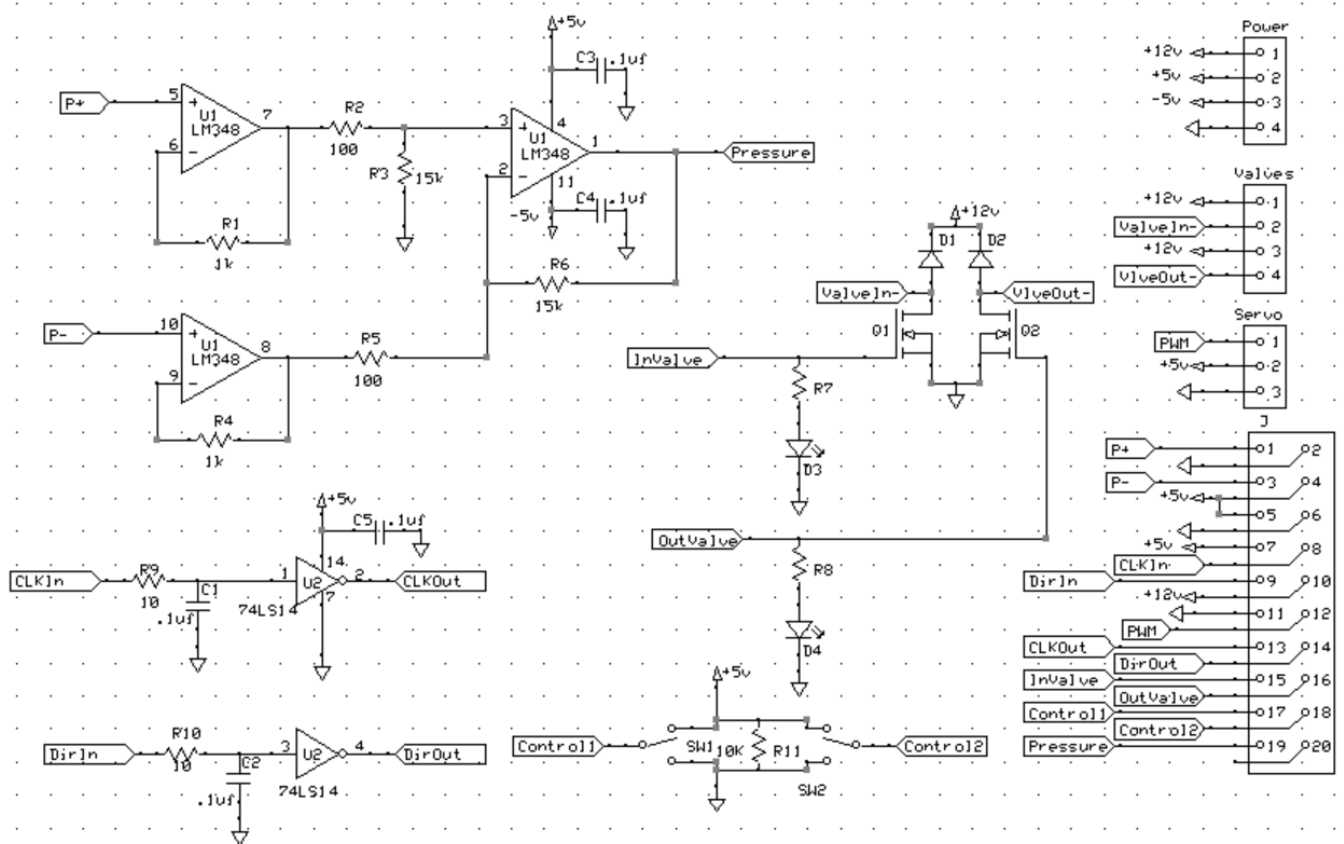 +5v
C3
.1uf
P+
5
+
U1
LM348
7
6
-
R2
100
R3
15k
3
+
U1
LM348
4
1
2
-
11
Pressure
-5v
C4
.1uf
R1
1k
R6
15k
P-
10
+
U1
LM348
8
9
-
R5
100
R4
1k
+12v
D1
D2
ValveIn-
VlveOut-
Q1
Q2
InValve
R7
D3
OutValve
R8
D4
+5v
C5
.1uf
CLKIn
R9
10
C1
.1uf
1
U2
14
2
7
74LS14
CLKOut
DirIn
R10
10
C2
.1uf
3
U2
4
74LS14
DirOut
+5v
Control1
SW1
10K
R11
SW2
Control2
Power
+12v 1
+5v 2
-5v 3
4
Valves
+12v 1
ValveIn- 2
+12v 3
VlveOut- 4
Servo
PWM 1
+5v 2
3
J
P+ 1
2
P- 3
+5v 4
5
6
+5v 7
CLKIn 8
DirIn 9
+12v 10
11
PWM 12
CLKOut 13
DirOut 14
InValve 15
OutValve 16
Control1 17
Control2 18
Pressure 19
20